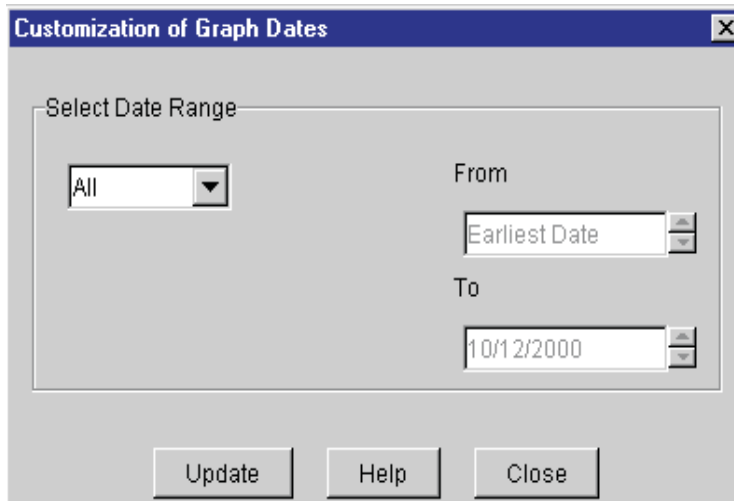 Customization of Graph Dates
Select Date Range
All
From
Earliest Date
To
10/12/2000
Update
Help
Close